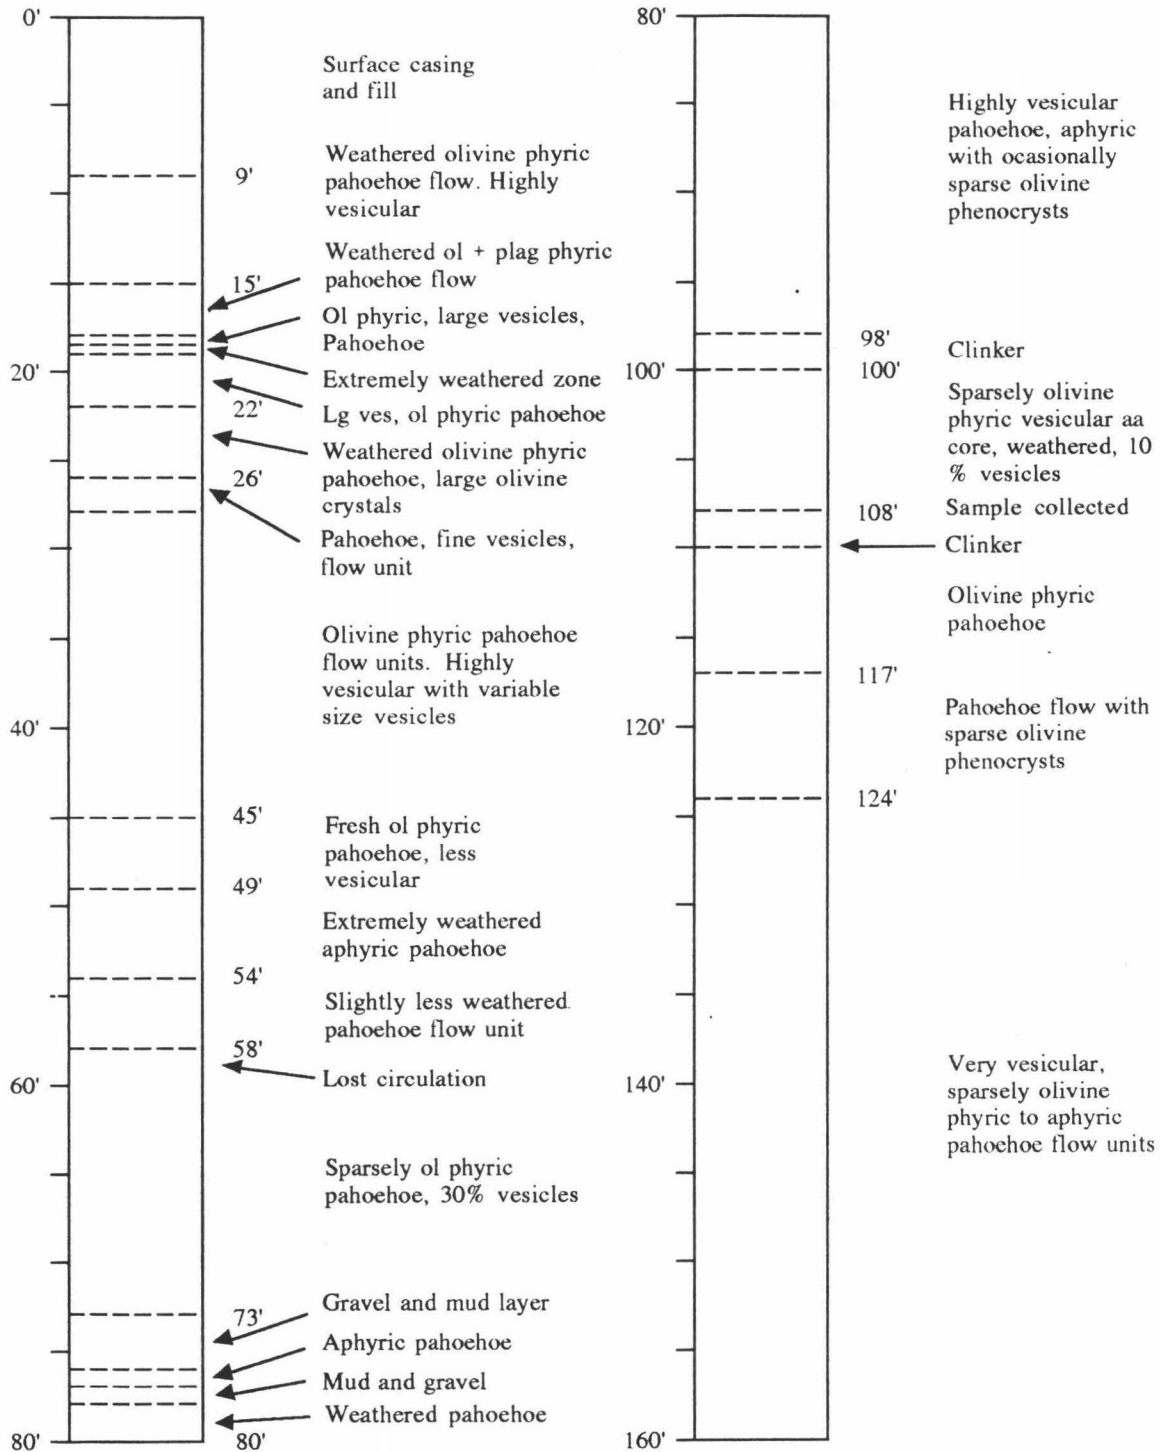 0'
Surface casing
and fill
9'
Weathered olivine phyric
pahoehoe flow. Highly
vesicular
15'
Weathered ol + plag phyric
pahoehoe flow
Ol phyric, large vesicles,
Pahoehoe
20'
Extremely weathered zone
22'
Lg ves, ol phyric pahoehoe
Weathered olivine phyric
pahoehoe, large olivine
crystals
26'
Pahoehoe, fine vesicles,
flow unit
Olivine phyric pahoehoe
flow units. Highly
vesicular with variable
size vesicles
40'
45'
Fresh ol phyric
pahoehoe, less
vesicular
49'
Extremely weathered
aphyric pahoehoe
54'
Slightly less weathered
pahoehoe flow unit
58'
Lost circulation
60'
Sparsely ol phyric
pahoehoe, 30% vesicles
73'
Gravel and mud layer
Aphyric pahoehoe
Mud and gravel
Weathered pahoehoe
80'
80'
80'
Highly vesicular
pahoehoe, aphyric
with ocasionally
sparse olivine
phenocrysts
98'
Clinker
100'
100'
Sparsely olivine
phyric vesicular aa
core, weathered, 10
% vesicles
108'
Sample collected
Clinker
Olivine phyric
pahoehoe
117'
Pahoehoe flow with
sparse olivine
phenocrysts
120'
124'
140'
Very vesicular,
sparsely olivine
phyric to aphyric
pahoehoe flow units
160'